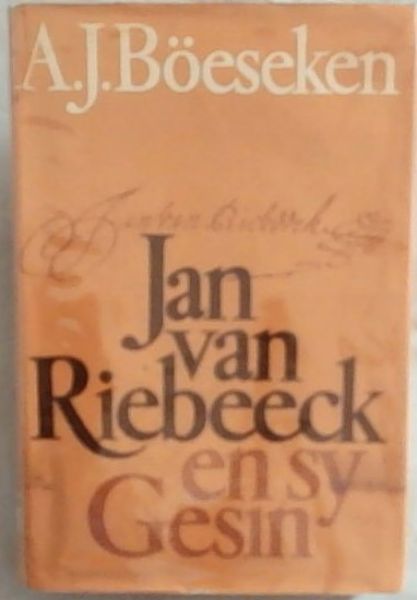 A.J.Böeseken
Jan
van
Riebeeck
en sy
Gesin